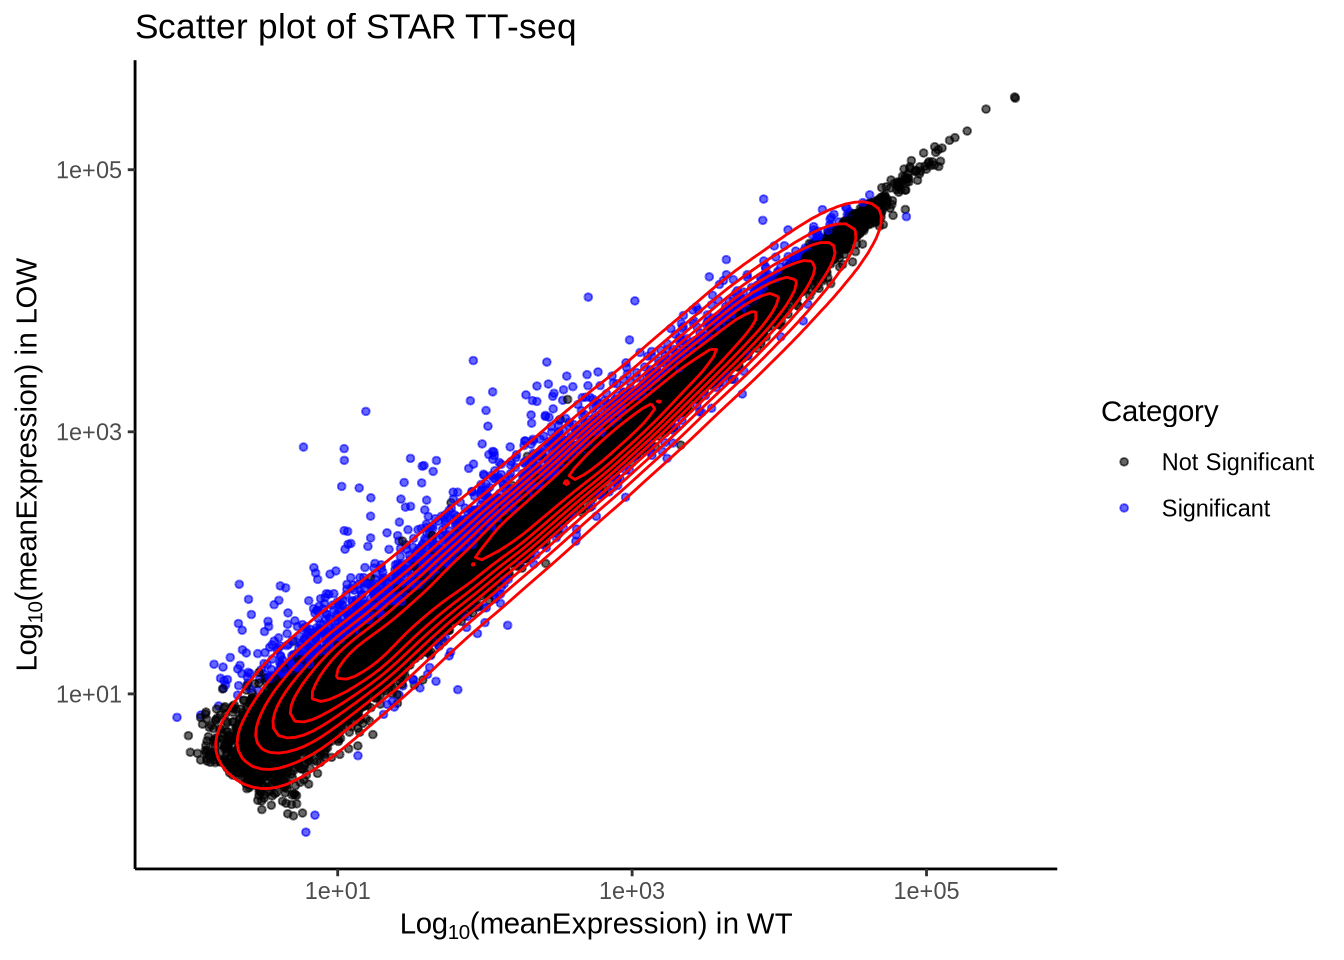 Scatter plot of STAR TT-seq
Log₁₀(meanExpression) in LOW
1e+05
1e+03
1e+01
1e+01 1e+03 1e+05
Log₁₀(meanExpression) in WT
Category
Not Significant
Significant